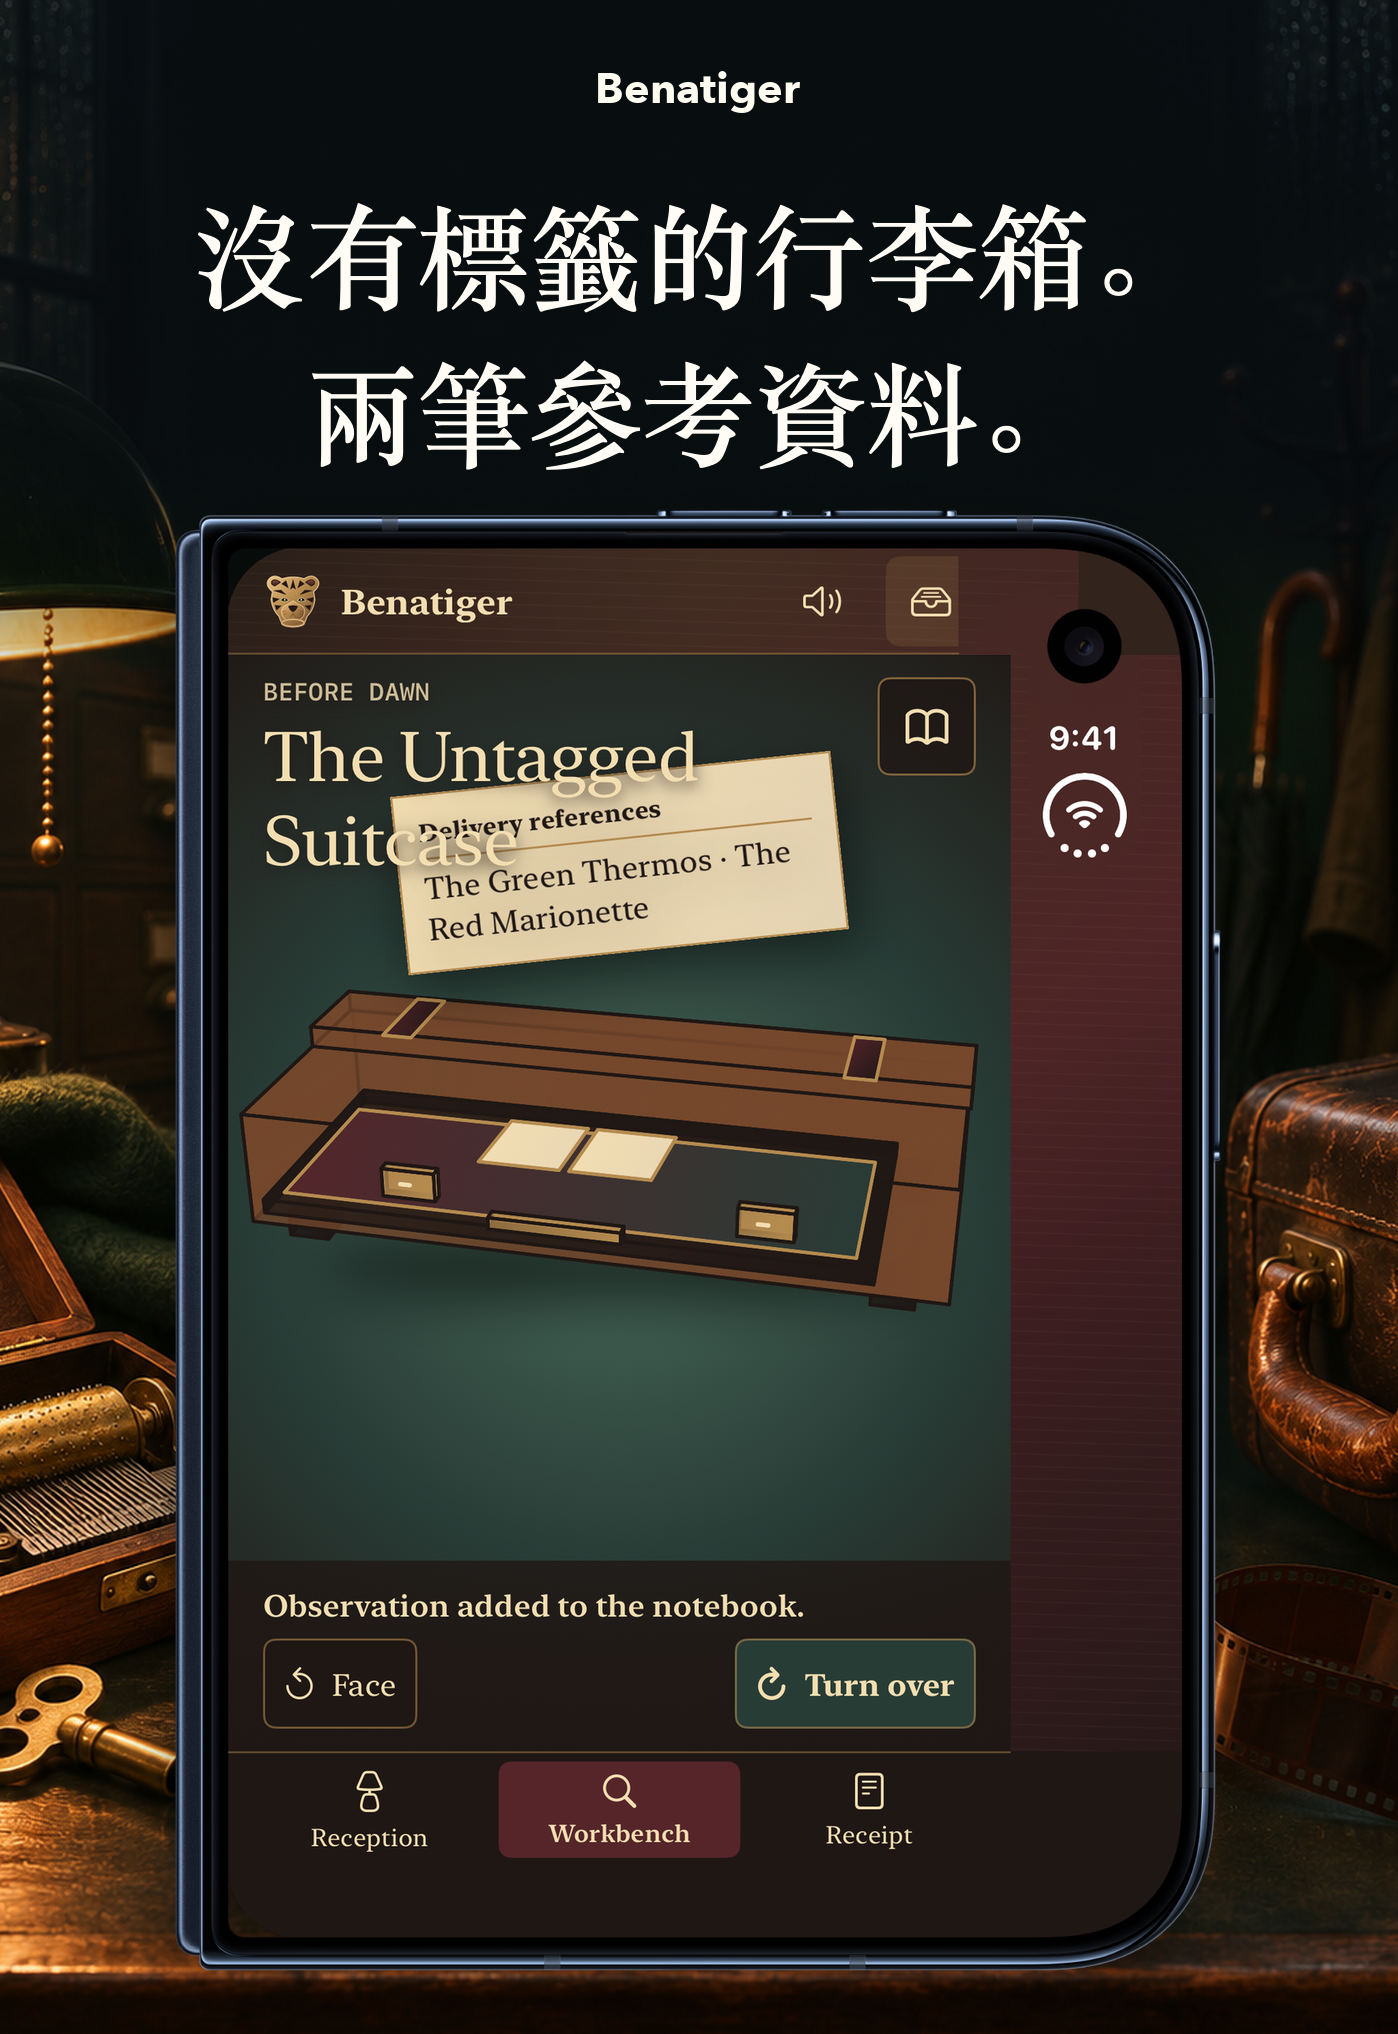 Benatiger
沒有標籤的行李箱。
兩筆參考資料。
Benatiger
9:41
BEFORE DAWN
The Untagged
Suitcase
Delivery references
The Green Thermos · The
Red Marionette
Observation added to the notebook.
Face
Turn over
Reception
Workbench
Receipt